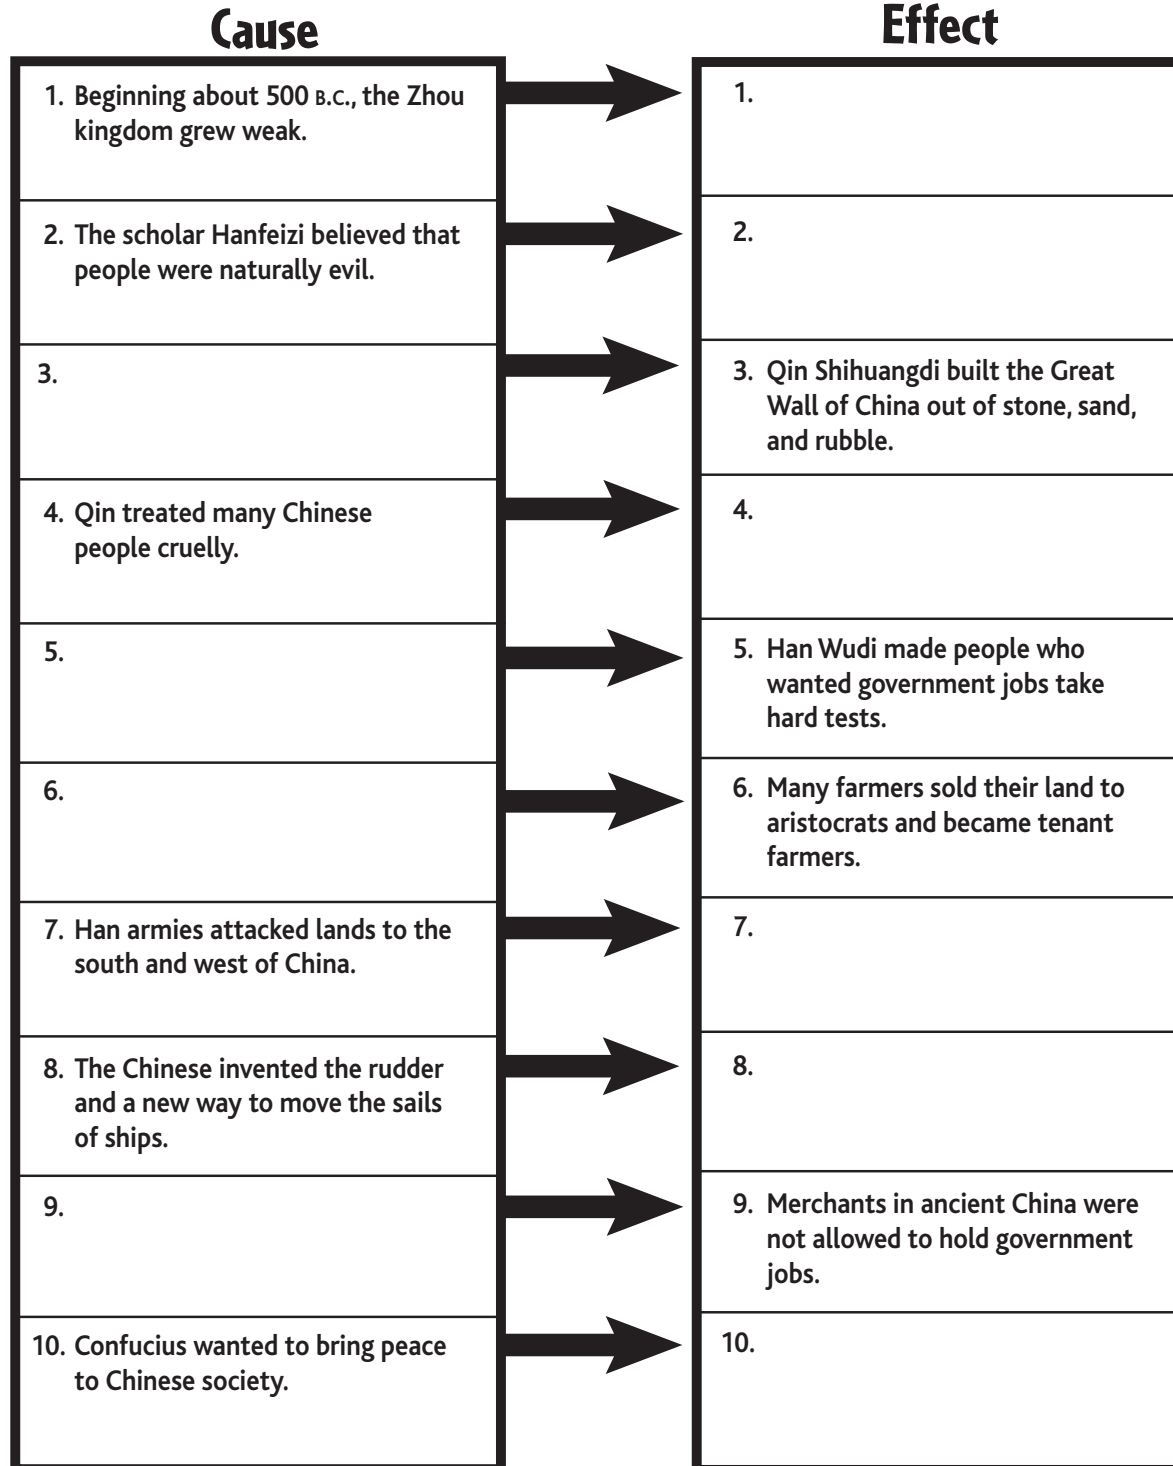 Cause
Effect
1. Beginning about 500 B.C., the Zhou
kingdom grew weak.
1.
2. The scholar Hanfeizi believed that
people were naturally evil.
2.
3.
3. Qin Shihuangdi built the Great
Wall of China out of stone, sand,
and rubble.
4. Qin treated many Chinese
people cruelly.
4.
5.
5. Han Wudi made people who
wanted government jobs take
hard tests.
6.
6. Many farmers sold their land to
aristocrats and became tenant
farmers.
7. Han armies attacked lands to the
south and west of China.
7.
8. The Chinese invented the rudder
and a new way to move the sails
of ships.
8.
9.
9. Merchants in ancient China were
not allowed to hold government
jobs.
10. Confucius wanted to bring peace
to Chinese society.
10.